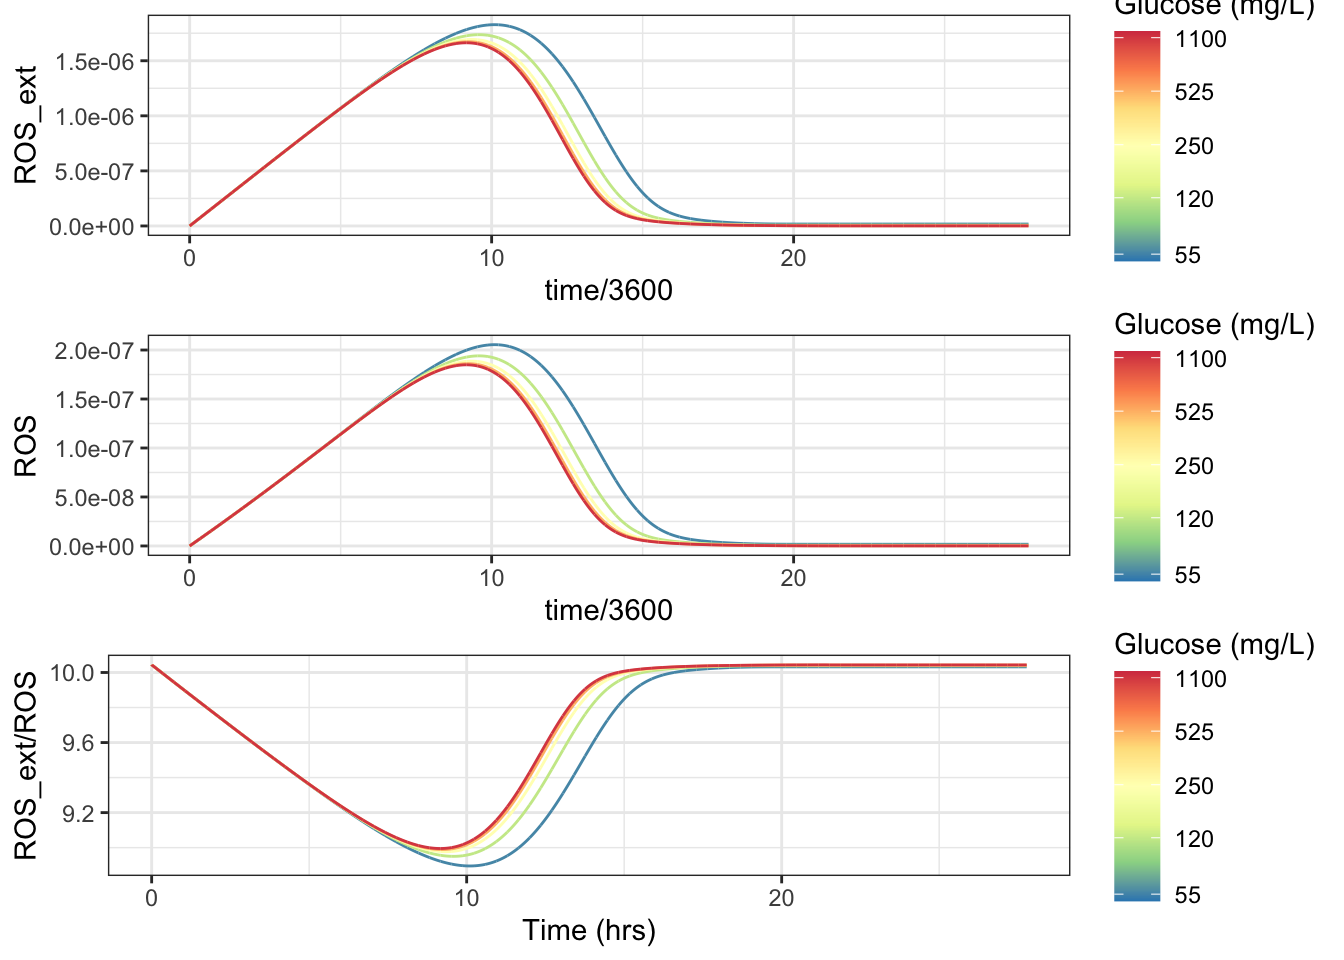 Glucose (mg/L)
ROS_ext
1.5e-06
1.0e-06
5.0e-07
0.0e+00
0
10
20
time/3600
1100
525
250
120
55
Glucose (mg/L)
ROS
2.0e-07
1.5e-07
1.0e-07
5.0e-08
0.0e+00
0
10
20
time/3600
1100
525
250
120
55
Glucose (mg/L)
ROS_ext/ROS
10.0
9.6
9.2
0
10
20
Time (hrs)
1100
525
250
120
55